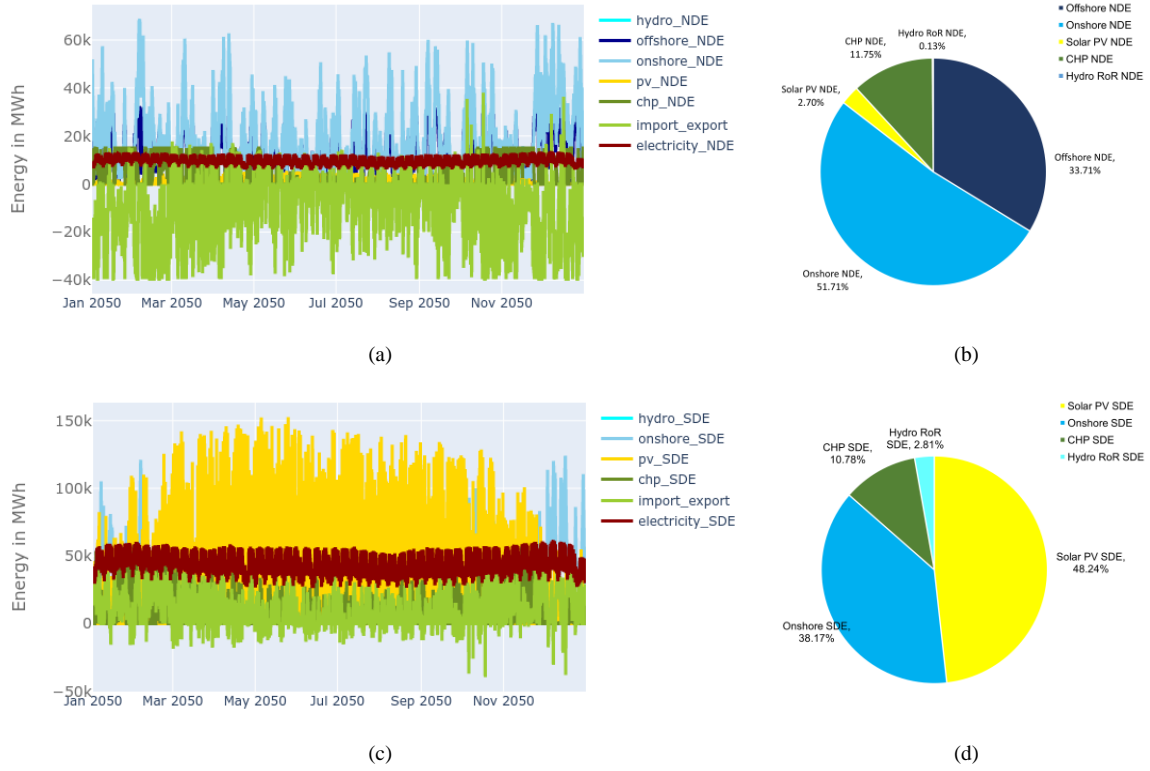 60k
40k
20k
0
−20k
−40k
Energy in MWh
Jan 2050
Mar 2050
May 2050
Jul 2050
Sep 2050
Nov 2050
hydro_NDE
offshore_NDE
onshore_NDE
pv_NDE
chp_NDE
import_export
electricity_NDE
(a)
Hydro RoR NDE,
0.13%
CHP NDE,
11.75%
Solar PV NDE,
2.70%
Offshore NDE,
33.71%
Onshore NDE,
51.71%
Offshore NDE
Onshore NDE
Solar PV NDE
CHP NDE
Hydro RoR NDE
(b)
150k
100k
50k
0
−50k
Energy in MWh
Jan 2050
Mar 2050
May 2050
Jul 2050
Sep 2050
Nov 2050
hydro_SDE
onshore_SDE
pv_SDE
chp_SDE
import_export
electricity_SDE
(c)
Hydro RoR
SDE, 2.81%
CHP SDE,
10.78%
Solar PV SDE,
48.24%
Onshore SDE,
38.17%
Solar PV SDE
Onshore SDE
CHP SDE
Hydro RoR SDE
(d)